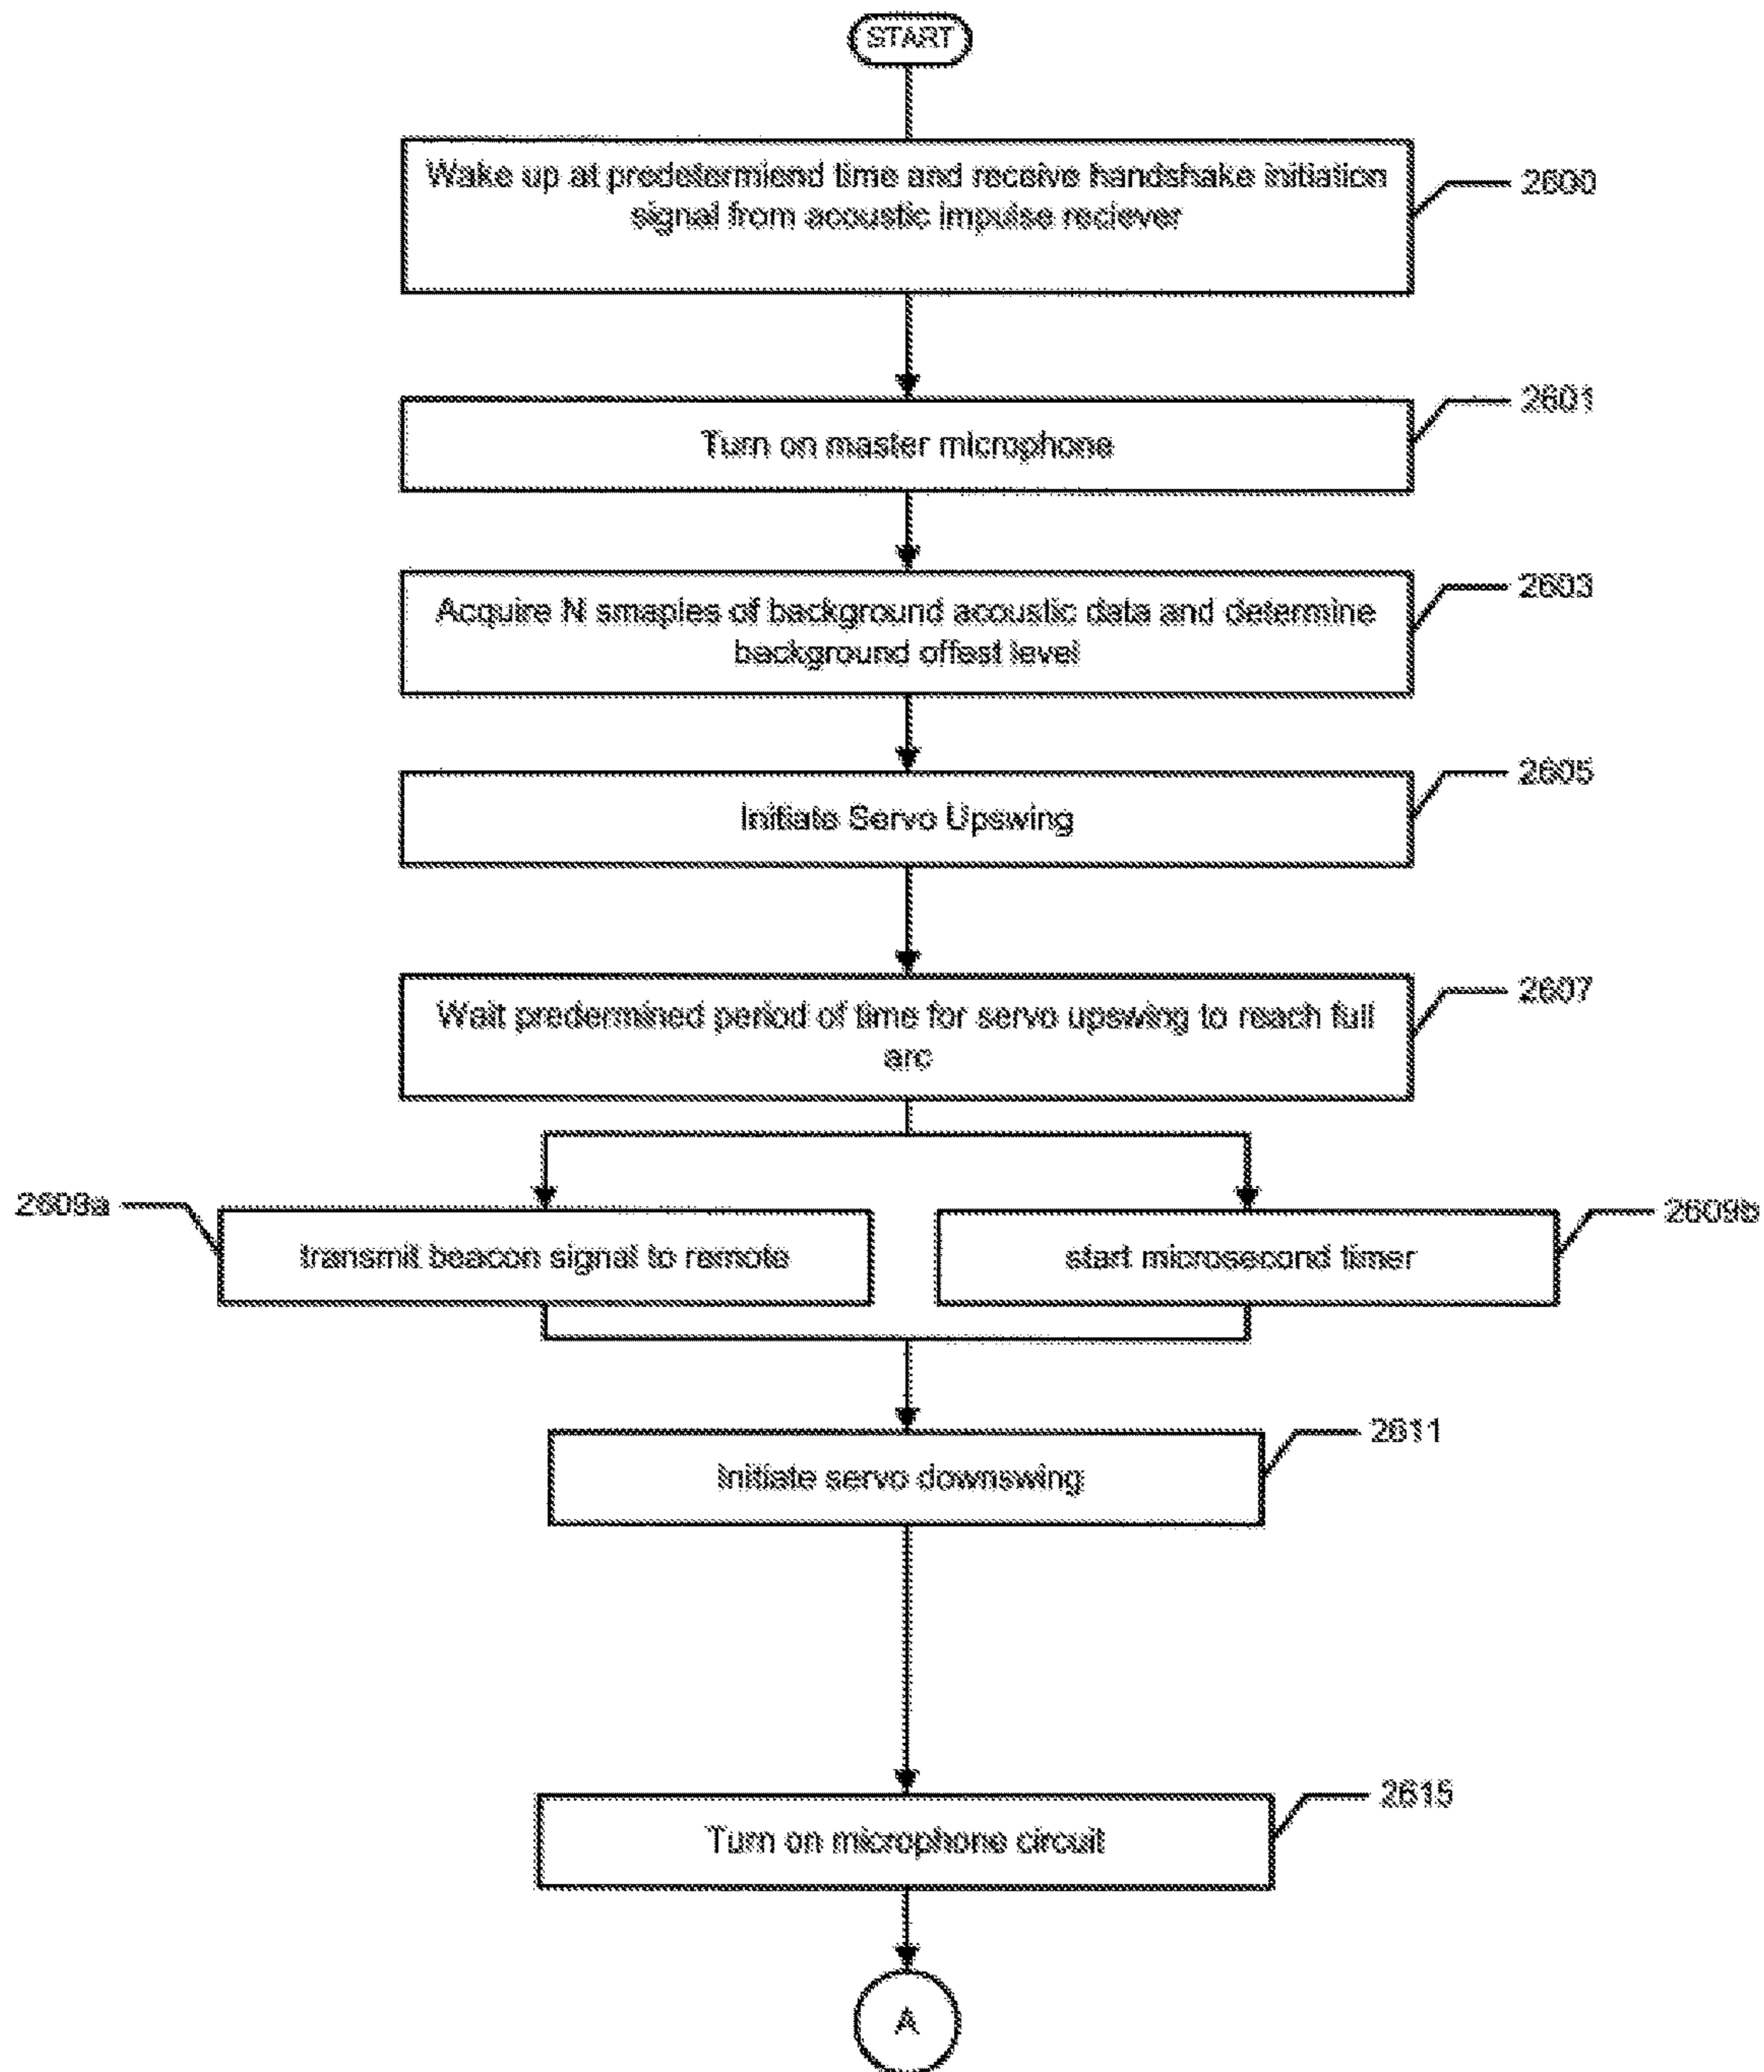 START
Wake up at predetermiend time and receive handshake initiation
signal from acoustic impulse reciever
2600
Turn on master microphone
2601
Acquire N smaples of background acoustic data and determine
background offest level
2603
Initiate Servo Upswing
2605
Wait predermined period of time for servo upswing to reach full
arc
2607
2609a
transmit beacon signal to remote
start microsecond timer
2609b
Initiate servo downswing
2611
Turn on microphone circuit
2615
A